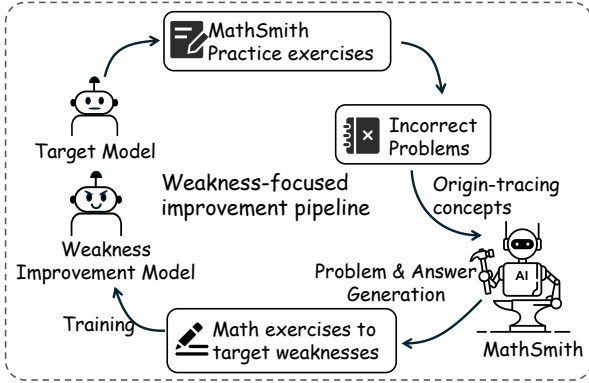 MathSmith
Practice exercises
Target Model
Incorrect
Problems
Weakness-focused
improvement pipeline
Origin-tracing
concepts
Weakness
Improvement Model
Problem & Answer
Generation
AI
MathSmith
Training
Math exercises to
target weaknesses